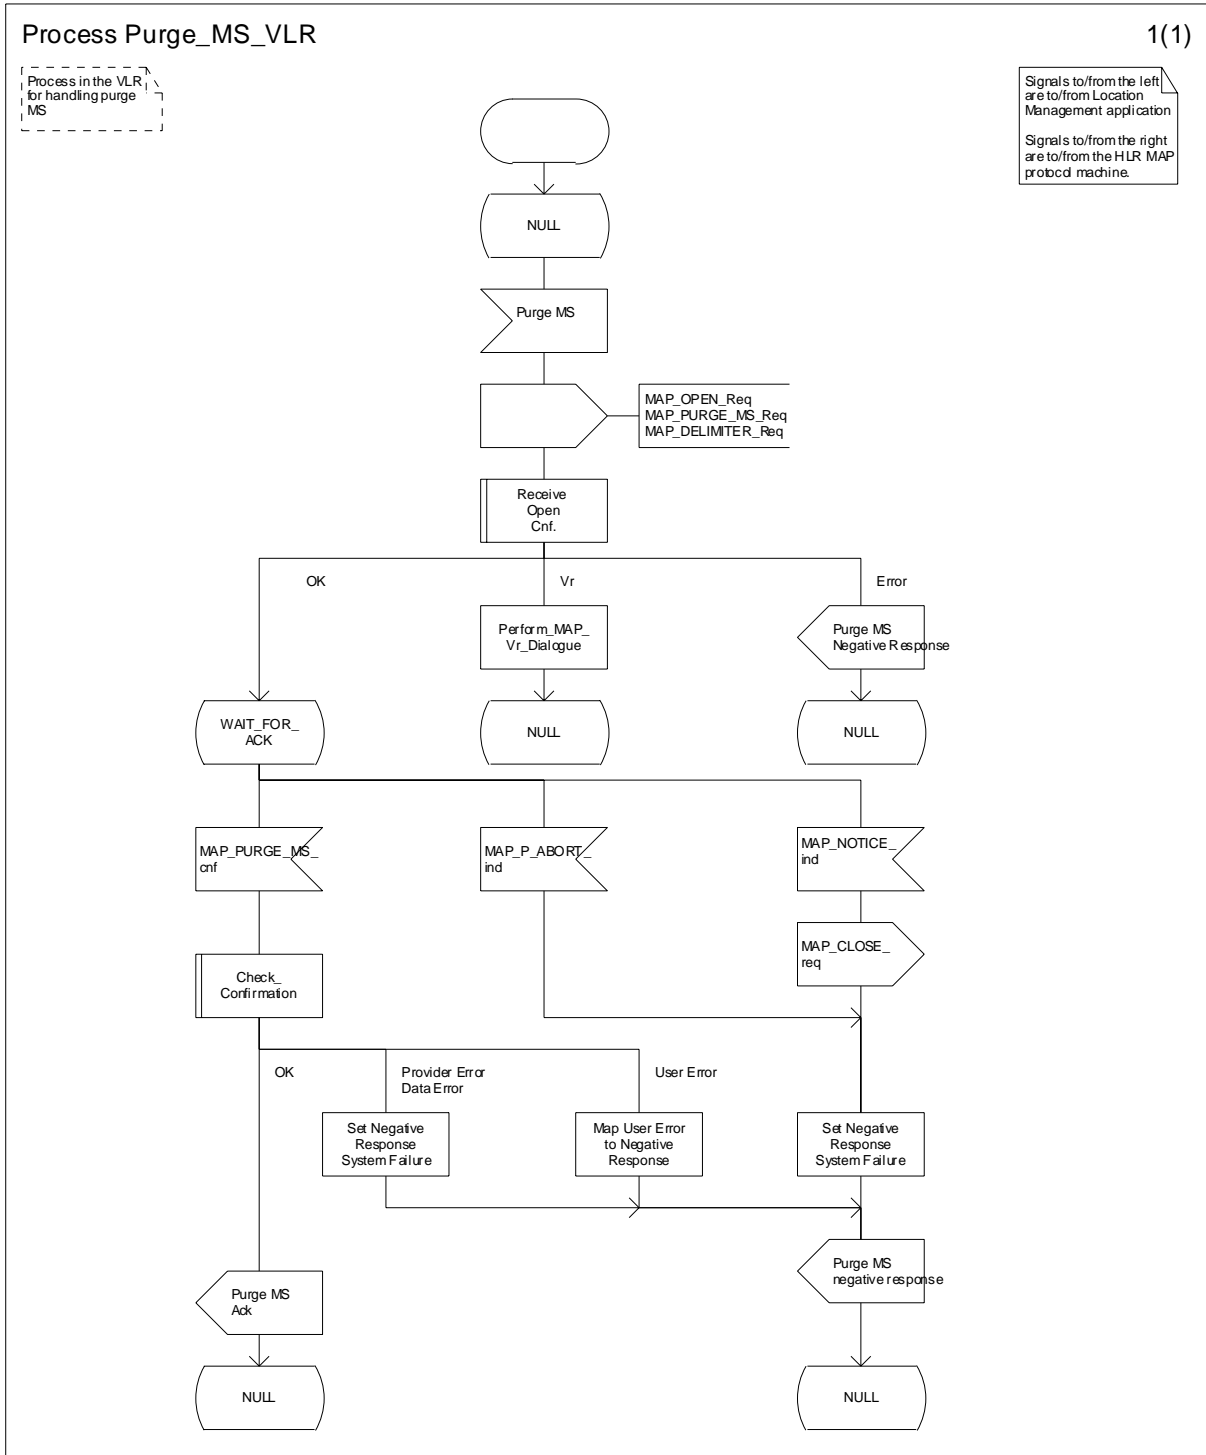 Process Purge_MS_VLR
1(1)
Process in the VLR
for handling purge
MS
Signals to/from the left
are to/from Location
Management application
Signals to/from the right
are to/from the HLR MAP
protocol machine.
NULL
Purge MS
MAP_OPEN_Req
MAP_PURGE_MS_Req
MAP_DELIMITER_Req
Receive
Open
Cnf.
OK
Vr
Error
Perform_MAP_
Vr_Dialogue
Purge MS
Negative Response
WAIT_FOR_
ACK
NULL
NULL
MAP_PURGE_MS_
cnf
MAP_P_ABORT_
ind
MAP_NOTICE_
ind
MAP_CLOSE_
req
Check_
Confirmation
OK
Provider Error
Data Error
User Error
Set Negative
Response
System Failure
Map User Error
to Negative
Response
Set Negative
Response
System Failure
Purge MS
negative response
Purge MS
Ack
NULL
NULL